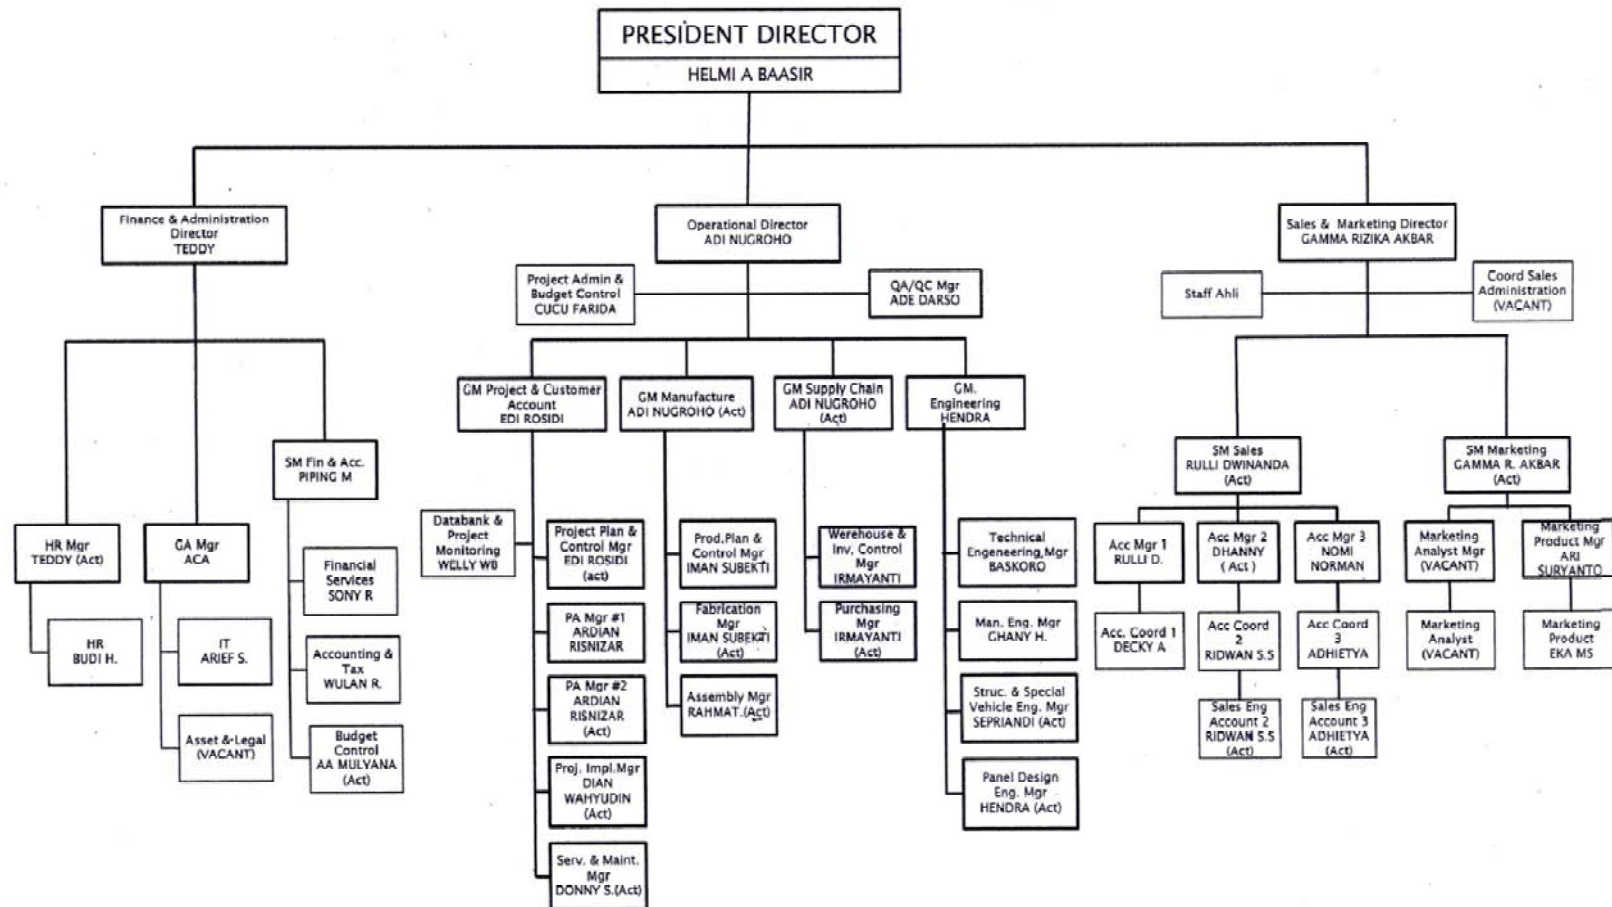 PRESIDENT DIRECTOR
HELMI A BAASIR
Finance & Administration
Director
TEDDY
Operational Director
ADI NUGROHO
Sales & Marketing Director
GAMMA RIZIKA AKBAR
Project Admin &
Budget Control
CUCU FARIDA
QA/QC Mgr
ADE DARSO
Staff Ahli
Coord Sales
Administration
(VACANT)
GM Project & Customer
Account
EDI ROSIDI
GM Manufacture
ADI NUGROHO (Act)
GM Supply Chain
ADI NUGROHO
(Act)
GM.
Engineering
HENDRA
SM Fin & Acc.
PIPING M
SM Sales
RULLI DWINANDA
(Act)
SM Marketing
GAMMA R. AKBAR
(Act)
HR Mgr
TEDDY (Act)
GA Mgr
ACA
Financial
Services
SONY R
HR
BUDI H.
IT
ARIEF S.
Accounting &
Tax
WULAN R.
Asset & Legal
(VACANT)
Budget
Control
AA MULYANA
(Act)
Databank &
Project
Monitoring
WELLY WB
Project Plan &
Control Mgr
EDI ROSIDI
(act)
PA Mgr #1
ARDIAN
RISNIZAR
PA Mgr #2
ARDIAN
RISNIZAR
(Act)
Proj. Impl.Mgr
DIAN
WAHYUDIN
(Act)
Serv. & Maint.
Mgr
DONNY S.(Act)
Prod.Plan &
Control Mgr
IMAN SUBEKTI
Fabrication
Mgr
IMAN SUBEKTI
(Act)
Assembly Mgr
RAHMAT.(Act)
Werehouse &
Inv. Control
Mgr
IRMAYANTI
Purchasing
Mgr
IRMAYANTI
(Act)
Technical
Engeneering,Mgr
BASKORO
Man. Eng. Mgr
GHANY H.
Struc. & Special
Vehicle Eng. Mgr
SEPRIANDI (Act)
Panel Design
Eng. Mgr
HENDRA (Act)
Acc Mgr 1
RULLI D.
Acc Mgr 2
DHANNY
( Act )
Acc Mgr 3
NOMI
NORMAN
Marketing
Analyst Mgr
(VACANT)
Marketing
Product Mgr
ARI
SURYANTO
Acc. Coord 1
DECKY A
Acc Coord
2
RIDWAN S.S
Acc Coord
3
ADHIETYA
Marketing
Analyst
(VACANT)
Marketing
Product
EKA MS
Sales Eng
Account 2
RIDWAN S.S
(Act)
Sales Eng
Account 3
ADHIETYA
(Act)